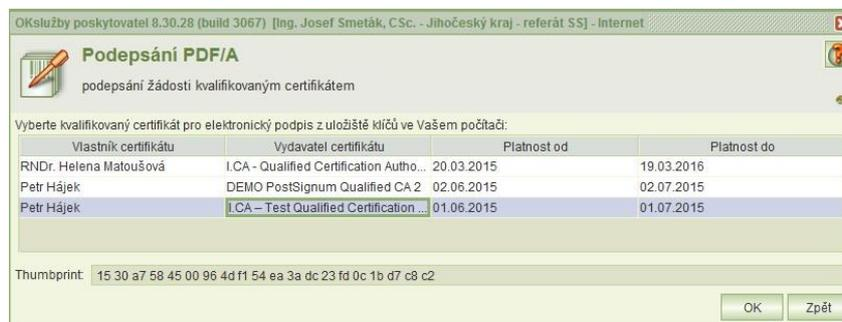 OKslužby poskytovatel 8.30.28 (build 3067) [Ing. Josef Smeták, CSc. - Jihočeský kraj - referát SS] - Internet
Podepsání PDF/A
podepsání žádosti kvalifikovaným certifikátem
Vyberte kvalifikovaný certifikát pro elektronický podpis z uložiště klíčů ve Vašem počítači:
Vlastník certifikátu Vydavatel certifikátu Platnost od Platnost do
RNDr. Helena Matoušová I.CA - Qualified Certification Autho... 20.03.2015 19.03.2016
Petr Hájek DEMO PostSignum Qualified CA 2 02.06.2015 02.07.2015
Petr Hájek I.CA – Test Qualified Certification ... 01.06.2015 01.07.2015
Thumbprint: 15 30 a7 58 45 00 96 4d f1 54 ea 3a dc 23 fd 0c 1b d7 c8 c2
OK Zpět